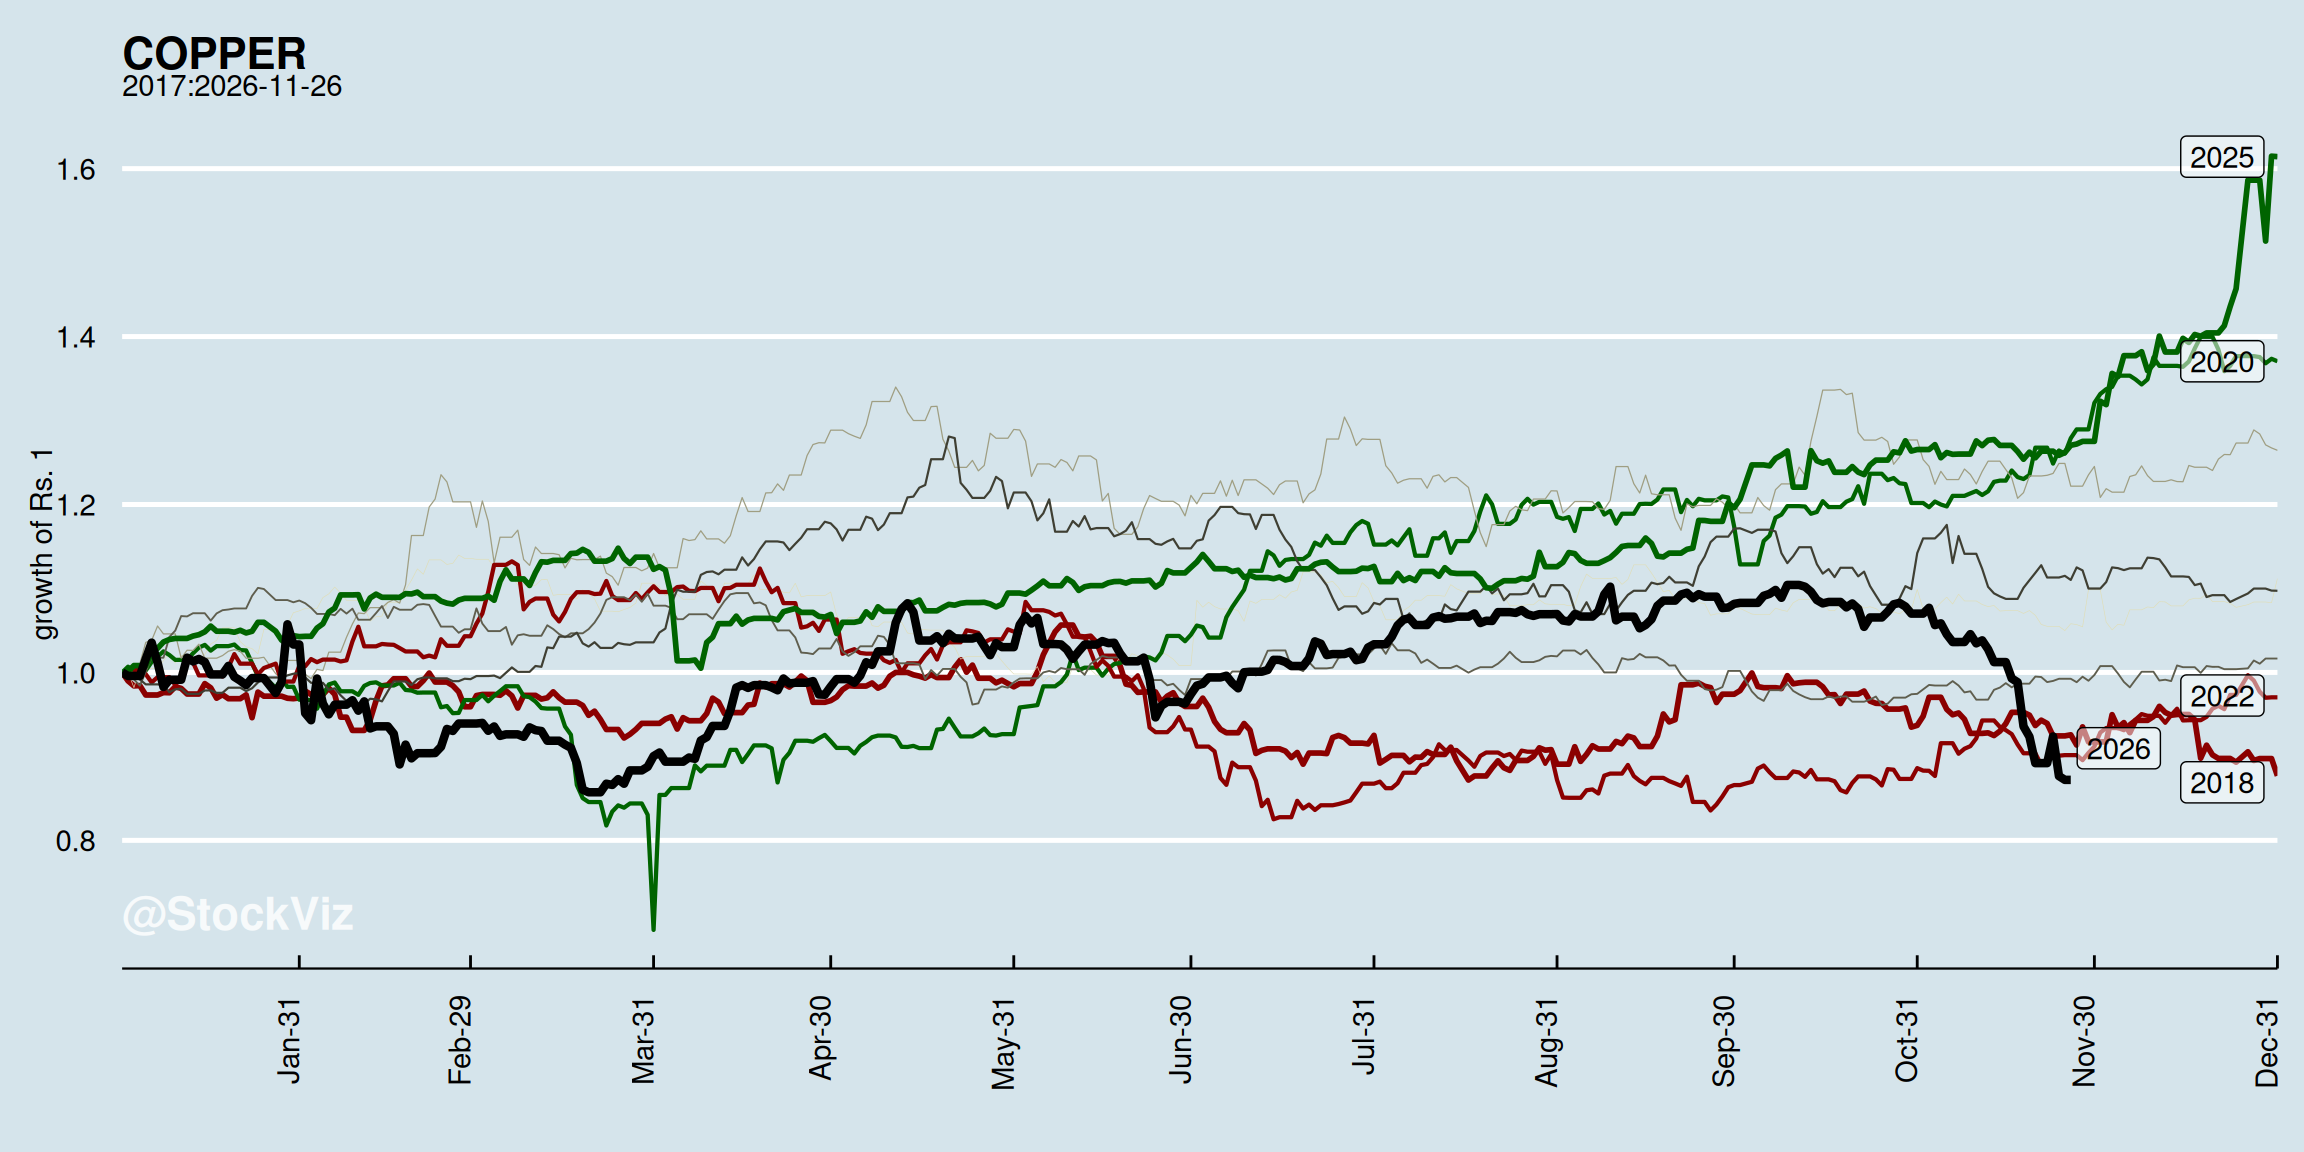 COPPER
2017:2026-11-26
growth of Rs. 1
1.6
1.4
1.2
1.0
0.8
2025
2020
2022
2026
2018
@StockViz
Jan-31
Feb-29
Mar-31
Apr-30
May-31
Jun-30
Jul-31
Aug-31
Sep-30
Oct-31
Nov-30
Dec-31